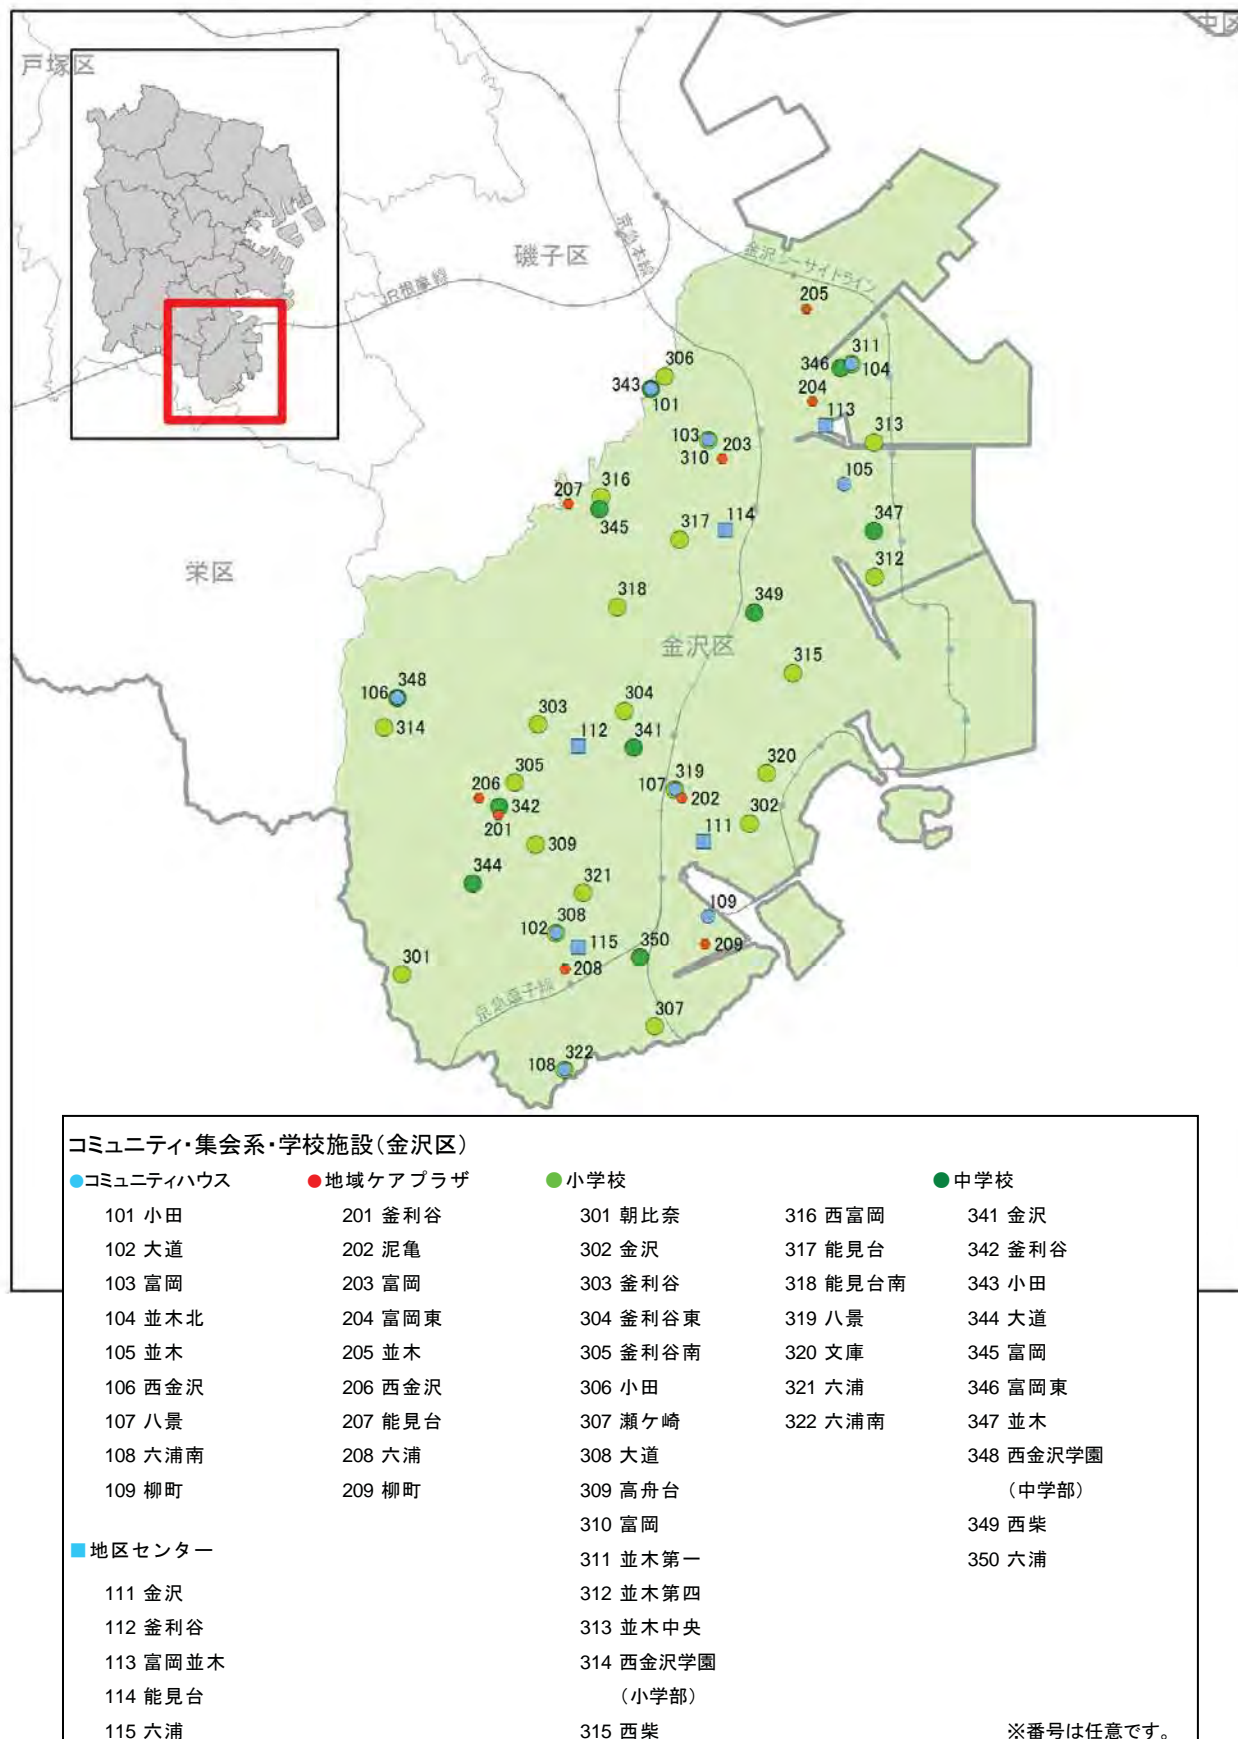 中区
戸塚区
磯子区
京急本線
金沢シーサイトライン
JR根岸線
205
311
306
346
104
343
204
101
113
103
203
313
310
105
316
207
114
345
317
347
312
栄区
318
349
金沢区
315
348
106
304
303
314
112
341
320
305
319
206
107
202
342
302
201
111
309
344
321
109
308
102
115
350
209
301
208
京急逗子線
307
322
108
コミュニティ・集会系・学校施設（金沢区）
コミュニティハウス
101 小田
102 大道
103 富岡
104 並木北
105 並木
106 西金沢
107 八景
108 六浦南
109 柳町
地区センター
111 金沢
112 釜利谷
113 富岡並木
114 能見台
115 六浦
地域ケアプラザ
201 釜利谷
202 泥亀
203 富岡
204 富岡東
205 並木
206 西金沢
207 能見台
208 六浦
209 柳町
小学校
301 朝比奈
302 金沢
303 釜利谷
304 釜利谷東
305 釜利谷南
306 小田
307 瀬ケ崎
308 大道
309 高舟台
310 富岡
311 並木第一
312 並木第四
313 並木中央
314 西金沢学園
（小学部）
315 西柴
316 西富岡
317 能見台
318 能見台南
319 八景
320 文庫
321 六浦
322 六浦南
中学校
341 金沢
342 釜利谷
343 小田
344 大道
345 富岡
346 富岡東
347 並木
348 西金沢学園
（中学部）
349 西柴
350 六浦
※番号は任意です。